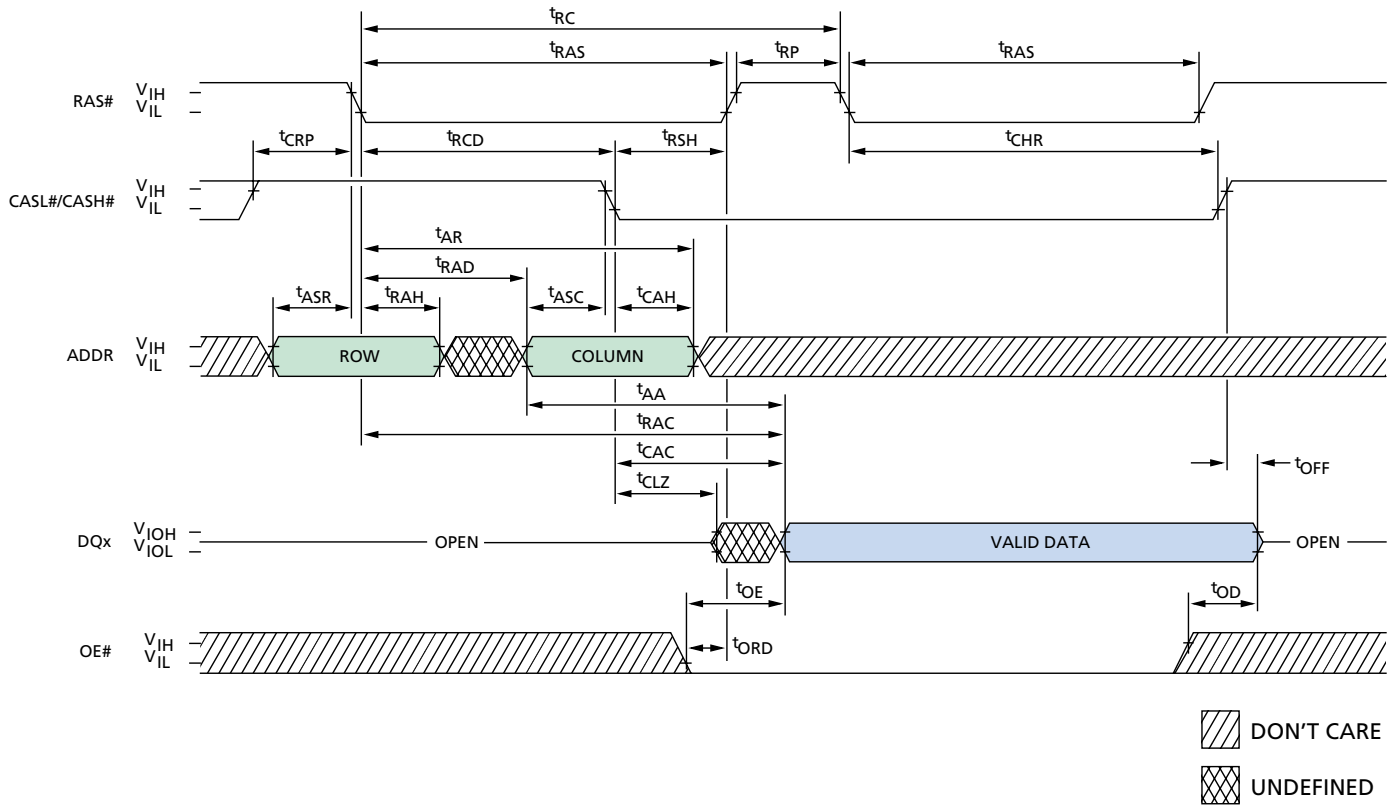 tRC
tRAS tRP tRAS
RAS# VIH
VIL
tCRP tRCD tRSH tCHR
CASL#/CASH# VIH
VIL
tAR
tRAD
tASR tRAH tASC tCAH
ADDR VIH
VIL
ROW COLUMN
tAA
tRAC
tCAC
tCLZ tOFF
DQx VIOH
VIOL
OPEN VALID DATA OPEN
tOE tOD
OE# VIH
VIL
tORD
DON'T CARE
UNDEFINED